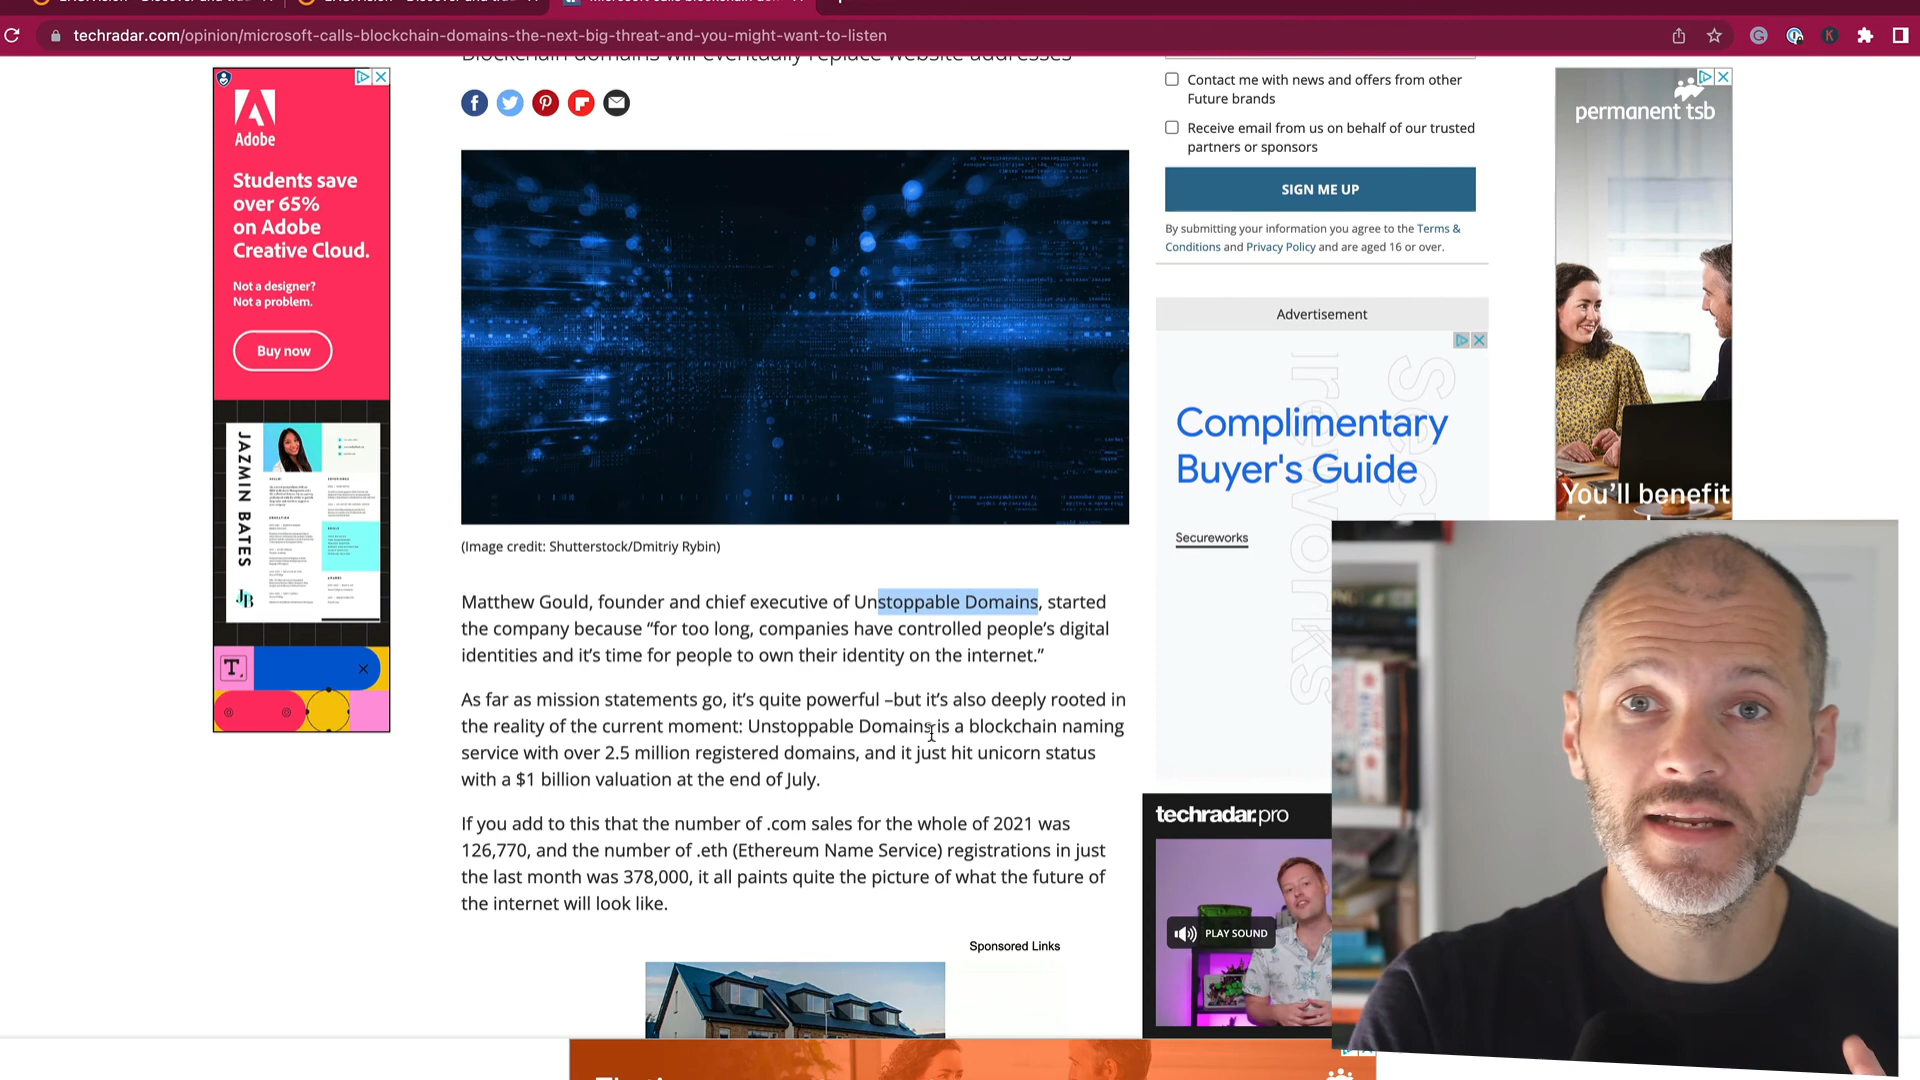 techradar.com/opinion/microsoft-calls-blockchain-domains-the-next-big-threat-and-you-might-want-to-listen
Blockchain domains will eventually replace website addresses
Adobe
Students save
over 65%
on Adobe
Creative Cloud.
Not a designer?
Not a problem.
Buy now
JAZMIN BATES
JB
T.
(Image credit: Shutterstock/Dmitriy Rybin)
Matthew Gould, founder and chief executive of Unstoppable Domains, started
the company because “for too long, companies have controlled people’s digital
identities and it’s time for people to own their identity on the internet.”
As far as mission statements go, it’s quite powerful –but it’s also deeply rooted in
the reality of the current moment: Unstoppable Domains is a blockchain naming
service with over 2.5 million registered domains, and it just hit unicorn status
with a $1 billion valuation at the end of July.
If you add to this that the number of .com sales for the whole of 2021 was
126,770, and the number of .eth (Ethereum Name Service) registrations in just
the last month was 378,000, it all paints quite the picture of what the future of
the internet will look like.
Sponsored Links
Contact me with news and offers from other
Future brands
Receive email from us on behalf of our trusted
partners or sponsors
SIGN ME UP
By submitting your information you agree to the Terms &
Conditions and Privacy Policy and are aged 16 or over.
Advertisement
Complimentary
Buyer's Guide
Secureworks
techradar.pro
PLAY SOUND
permanent tsb
You’ll benefit